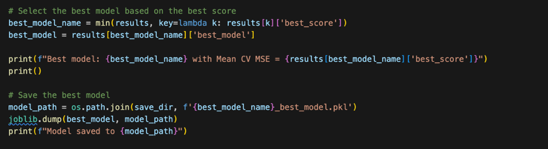 # Select the best model based on the best score
best_model_name = min(results, key=lambda k: results[k]['best_score'])
best_model = results[best_model_name]['best_model']
print(f"Best model: {best_model_name} with Mean CV MSE = {results[best_model_name]['best_score']}")
print()
# Save the best model
model_path = os.path.join(save_dir, f'{best_model_name}_best_model.pkl')
joblib.dump(best_model, model_path)
print(f"Model saved to {model_path}")